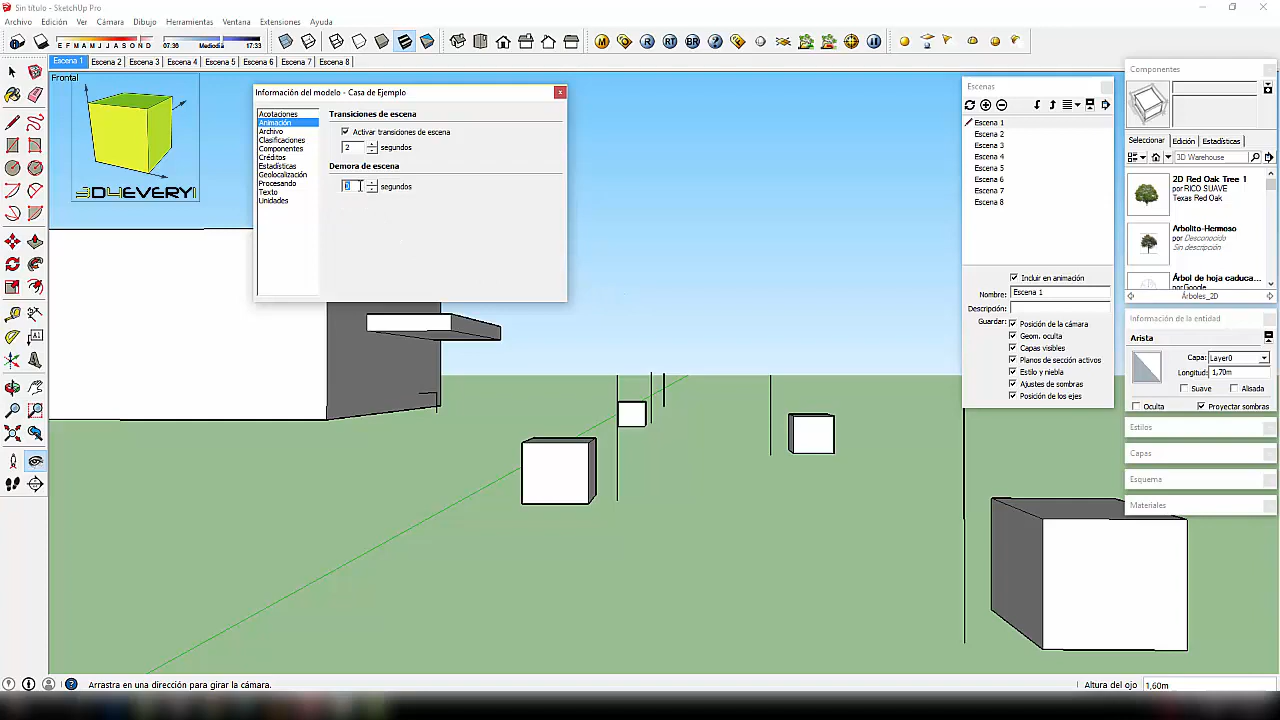 Sin título - SketchUp Pro
Archivo Edición Ver Cámara Dibujo Herramientas Ventana Extensiones Ayuda
E F M A M J J A S O N D 07:36 Mediodía 17:33
M R RT BR
Escena 1 Escena 2 Escena 3 Escena 4 Escena 5 Escena 6 Escena 7 Escena 8
Frontal
3D4EVERYI
Información del modelo - Casa de Ejemplo
Acotaciones
Animación
Archivo
Clasificaciones
Componentes
Créditos
Estadísticas
Geolocalización
Procesando
Texto
Unidades
Transiciones de escena
Activar transiciones de escena
2 segundos
Demora de escena
segundos
Escenas
Escena 1
Escena 2
Escena 3
Escena 4
Escena 5
Escena 6
Escena 7
Escena 8
Incluir en animación
Nombre: Escena 1
Descripción:
Guardar: Posición de la cámara
Geom. oculta
Capas visibles
Planos de sección activos
Estilo y niebla
Ajustes de sombras
Posición de los ejes
Componentes
Seleccionar Edición Estadísticas
3D Warehouse
2D Red Oak Tree 1
por RICO SUAVE
Texas Red Oak
Arbolito-Hermoso
por Desconocido
Sin descripción
Árbol de hoja caduca...
por Google
Árboles_2D
Información de la entidad
Arista
Capa: Layer0
Longitud: 1,70m
Suave Alisada
Oculta Proyectar sombras
Estilos
Capas
Esquema
Materiales
Arrastra en una dirección para girar la cámara.
Altura del ojo 1,60m